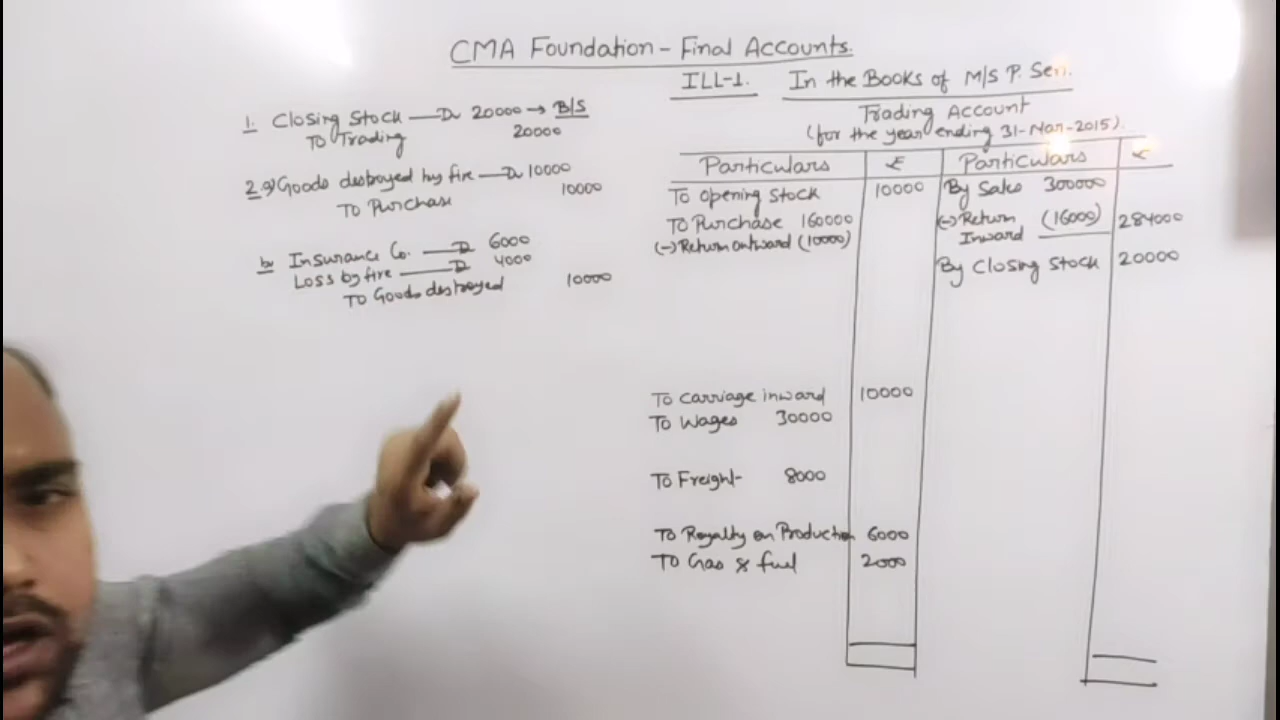 CMA Foundation - Final Accounts.
ILL-1. In the Books of M/S P. Sen.
Trading Account
(for the year ending 31-Mar-2015).
1. Closing Stock — Dr 20000 → B/S
To Trading 20000
2. a) Goods destroyed by fire — Dr 10000
To Purchase 10000
b) Insurance Co. — Dr 6000
Loss by fire — Dr 4000
To Goods destroyed 10000
Particulars ₹ Particulars ₹
To Opening Stock 10000 By Sales 300000
To Purchase 160000 (-) Return (16000) 284000
(-) Return outward (10000) Inward
By Closing Stock 20000
To Carriage inward 10000
To Wages 30000
To Freight- 8000
To Royalty on Production 6000
To Gas & fuel 2000